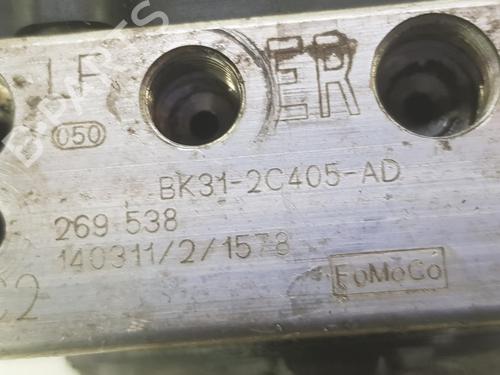 LF ER
050
BK31-2C405-AD
269 538
140311/2/1578
FoMoCo
C2